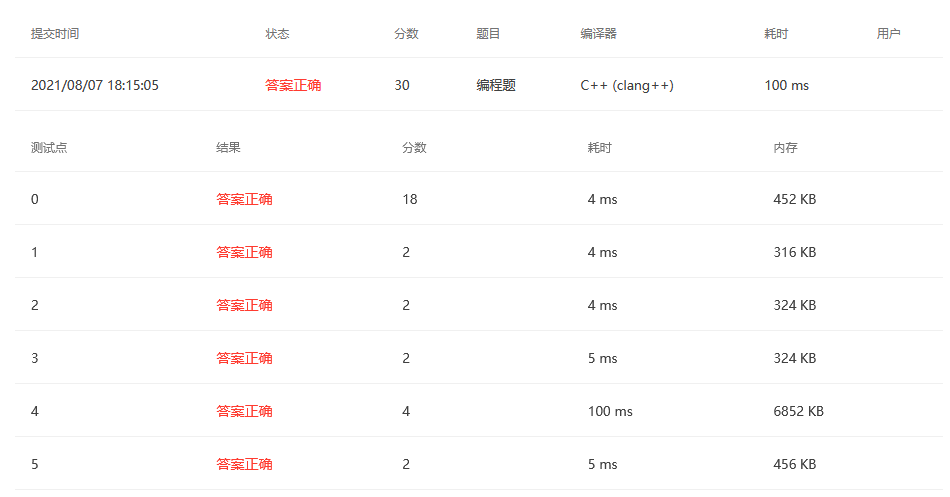 提交时间 状态 分数 题目 编译器 耗时 用户
2021/08/07 18:15:05 答案正确 30 编程题 C++ (clang++) 100 ms
测试点 结果 分数 耗时 内存
0 答案正确 18 4 ms 452 KB
1 答案正确 2 4 ms 316 KB
2 答案正确 2 4 ms 324 KB
3 答案正确 2 5 ms 324 KB
4 答案正确 4 100 ms 6852 KB
5 答案正确 2 5 ms 456 KB